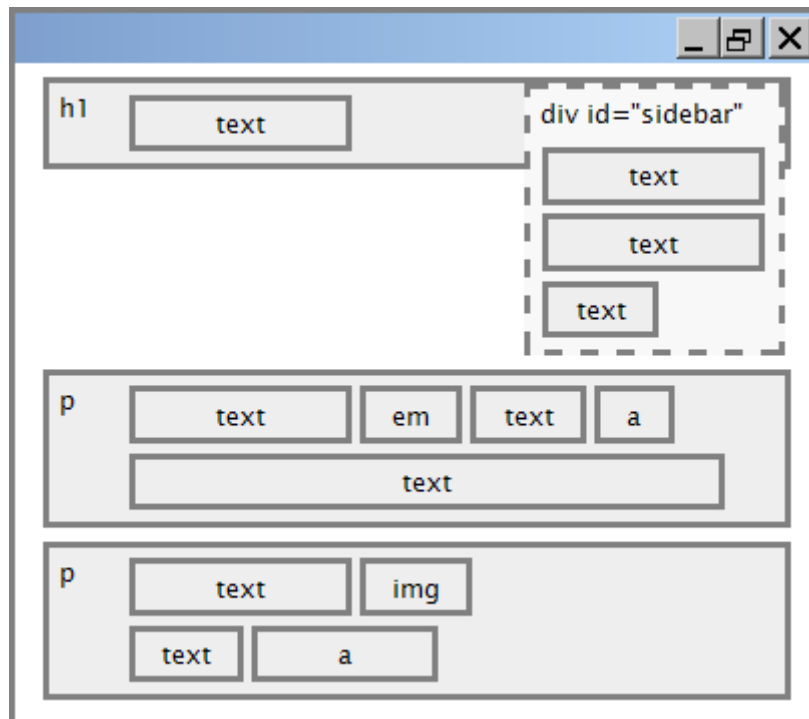 h1
text
div id="sidebar"
text
text
text
p
text em text a
text
p
text img
text a